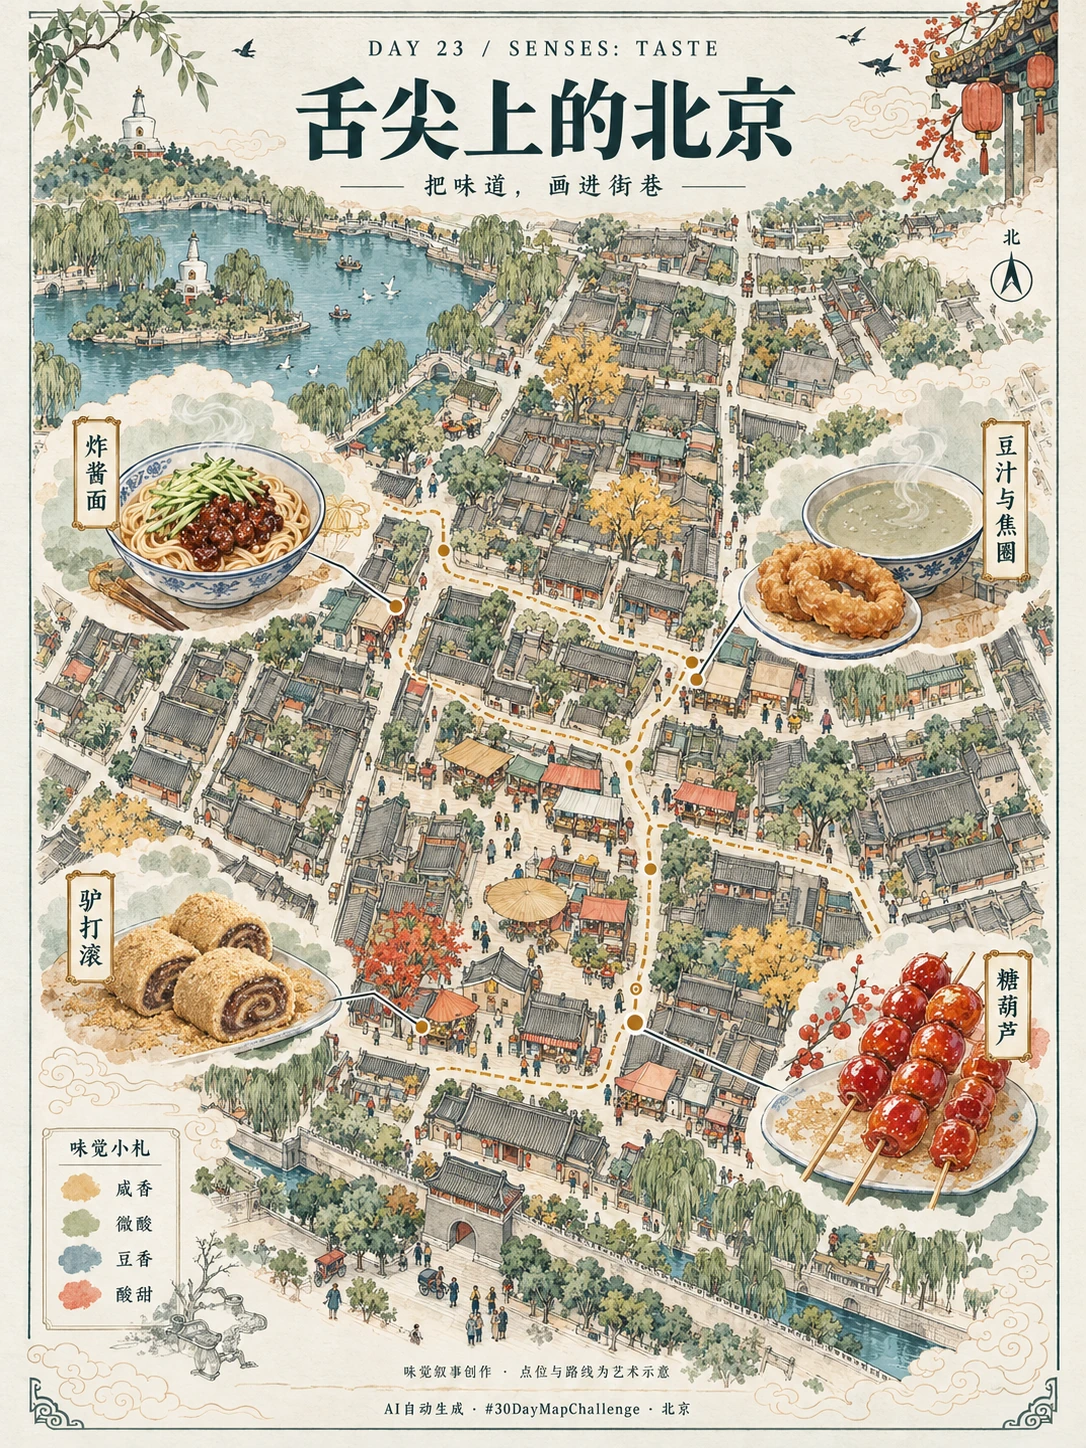 DAY 23 / SENSES: TASTE
舌尖上的北京
把味道，画进街巷
北
炸酱面
豆汁与焦圈
驴打滚
糖葫芦
味觉小札
咸香
微酸
豆香
酸甜
味觉叙事创作 · 点位与路线为艺术示意
AI自动生成 · #30DayMapChallenge · 北京